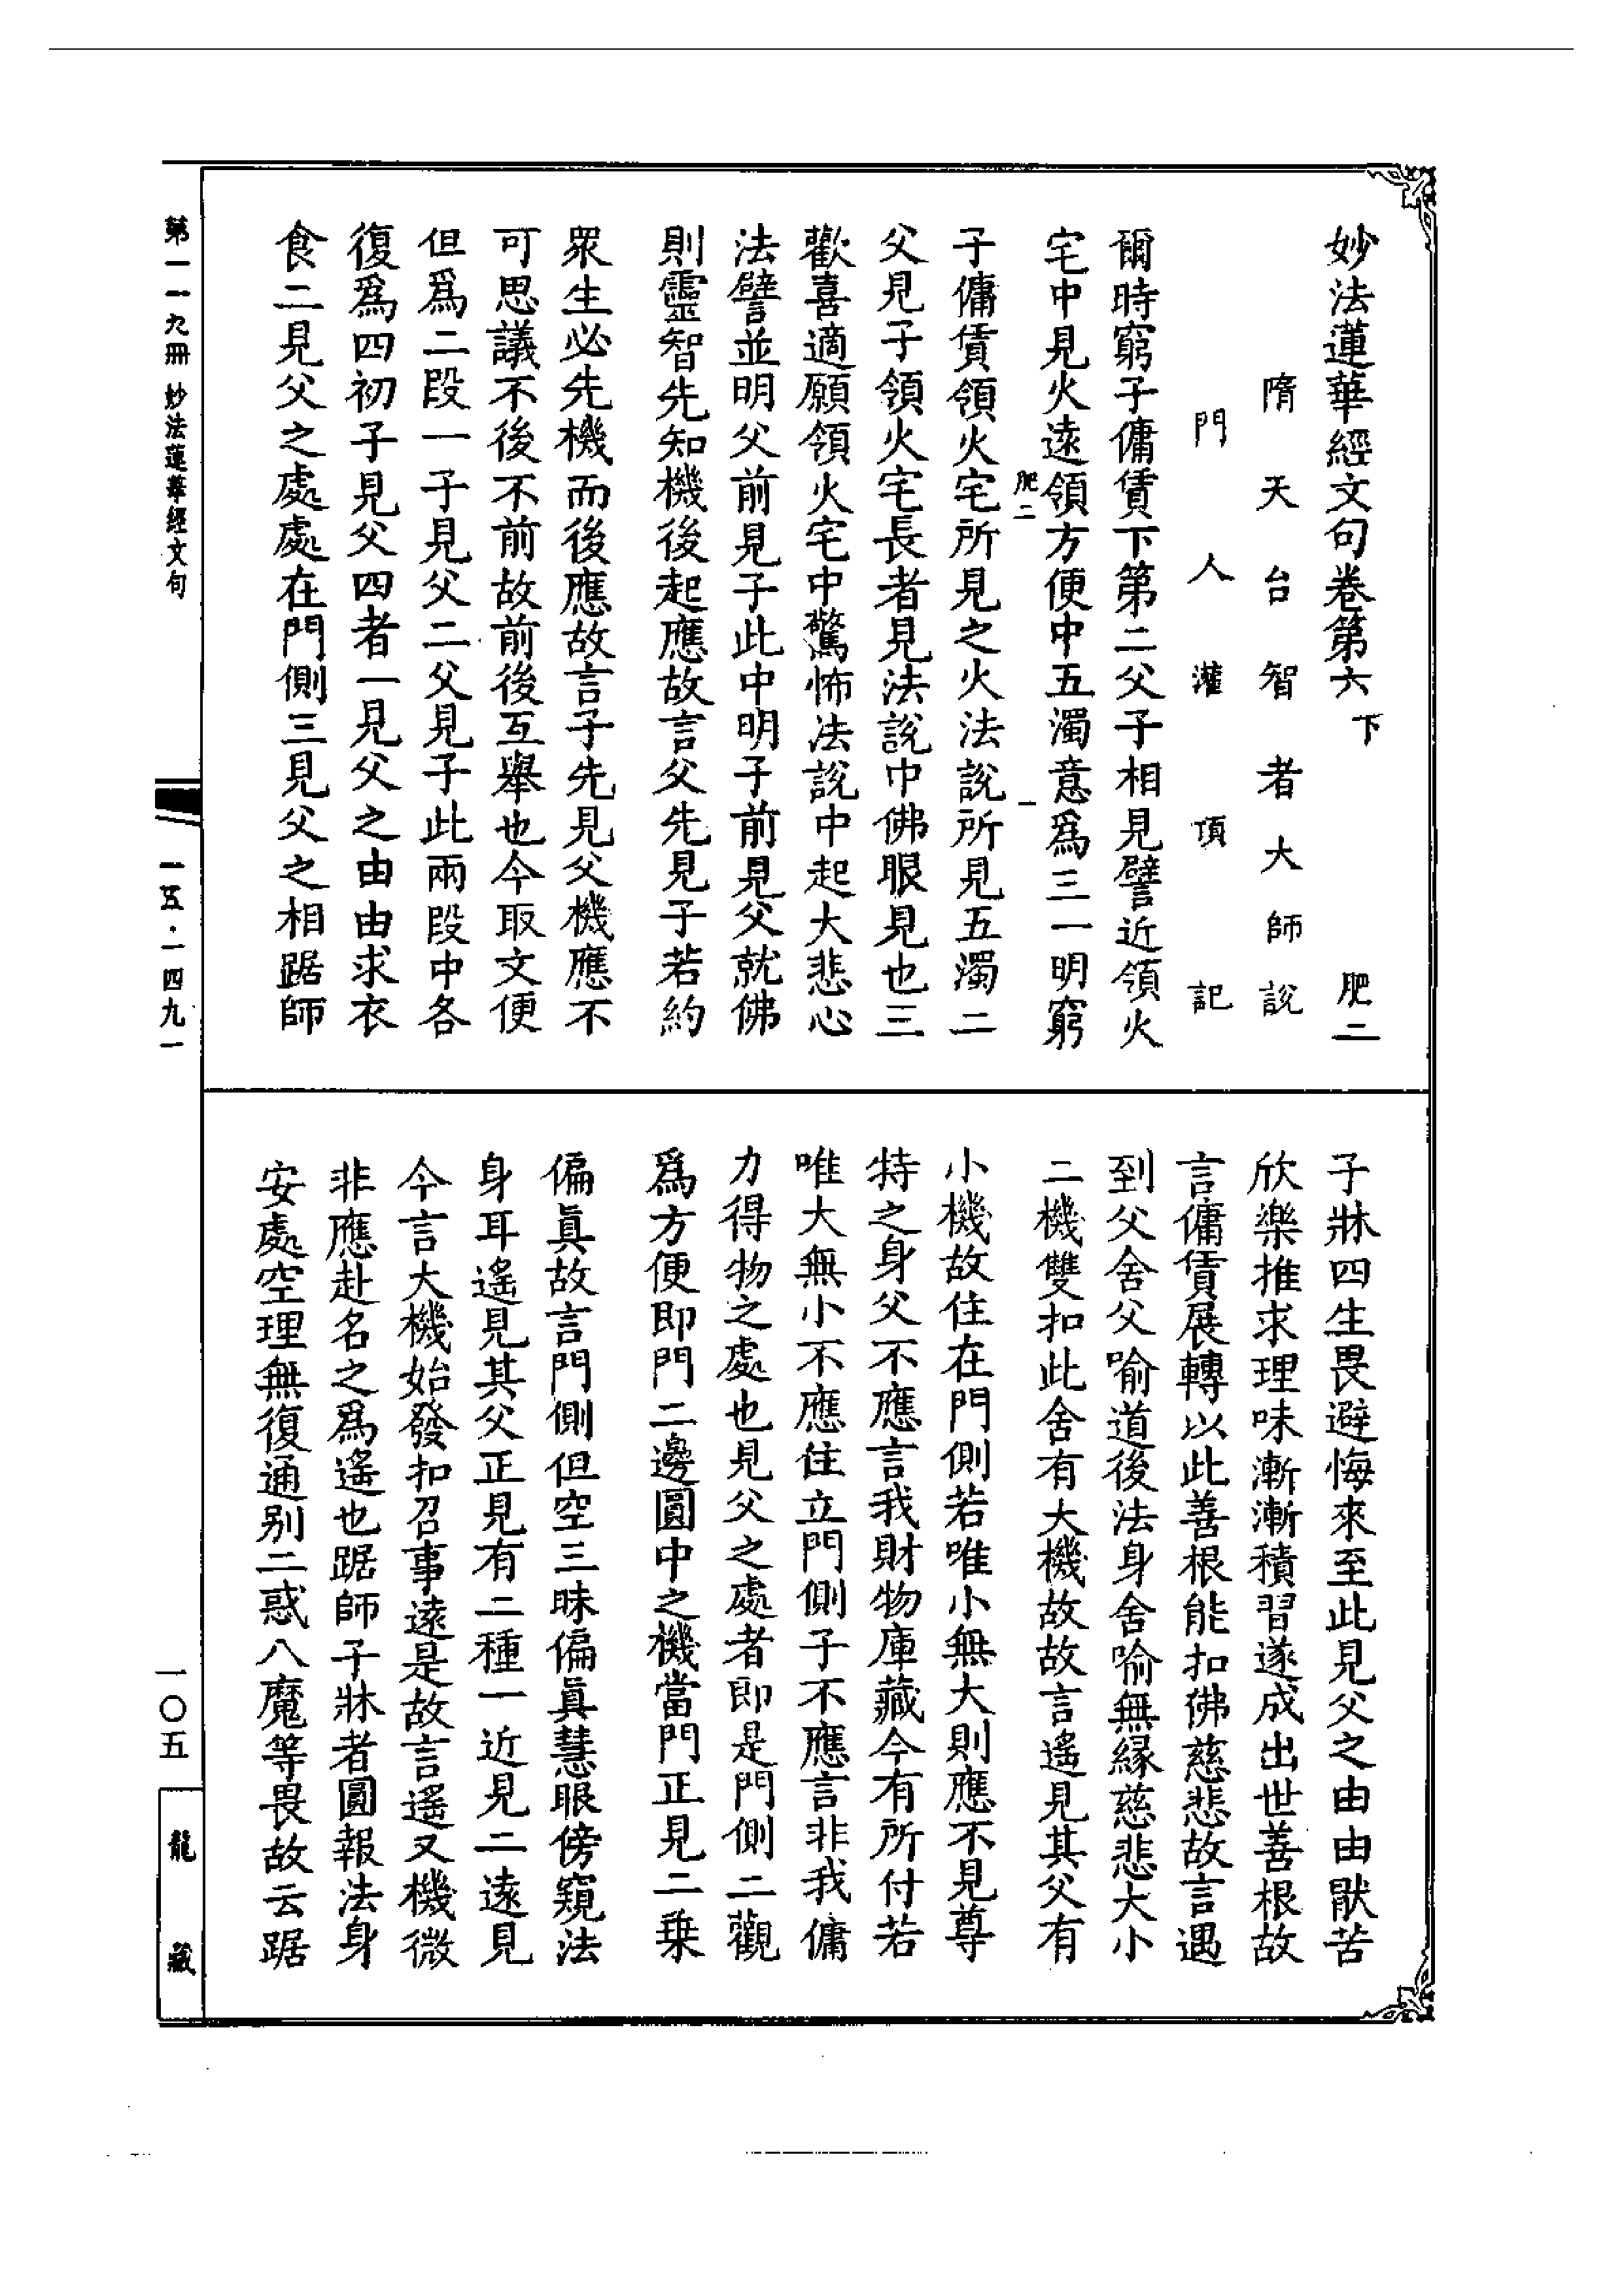 妙法蓮華經文句卷第六下　肥二
隋天台智者大師說
門人灌頂記
爾時窮子傭賃下第二父子相見譬近領火
宅中見火遠領方便中五濁意爲三一明窮
肥二　一
子傭賃領火宅所見之火法說所見五濁二
父見子領火宅長者見法說中佛眼見也三
歡喜適願領火宅中驚怖法說中起大悲心
法譬並明父前見子此中明子前見父就佛
則靈智先知機後起應故言父先見子若約
眾生必先機而後應故言子先見父機應不
可思議不後不前故前後互舉也今取文便
但爲二段一子見父二父見子此兩段中各
復爲四初子見父四者一見父之由由求衣
食二見父之處處在門側三見父之相踞師
子牀四生畏避悔來至此見父之由由猒苦
欣樂推求理味漸漸積習遂成出世善根故
言傭賃展轉以此善根能扣佛慈悲故言遇
到父舍父喻道後法身舍喻無緣慈悲大小
二機雙扣此舍有大機故故言遙見其父有
小機故住在門側若唯小無大則應不見尊
特之身父不應言我財物庫藏今有所付若
唯大無小不應住立門側子不應言非我傭
力得物之處也見父之處者即是門側二觀
爲方便即門二邊圓中之機當門正見二乗
偏眞故言門側但空三昧偏眞慧眼傍窺法
身耳遙見其父正見有二種一近見二遠見
今言大機始發扣召事遠是故言遙又機微
非應赴名之爲遙也踞師子牀者圓報法身
安處空理無復通別二惑八魔等畏故云踞
第一一九冊　妙法蓮華經文句
一五·一四九一
一〇五
龍藏